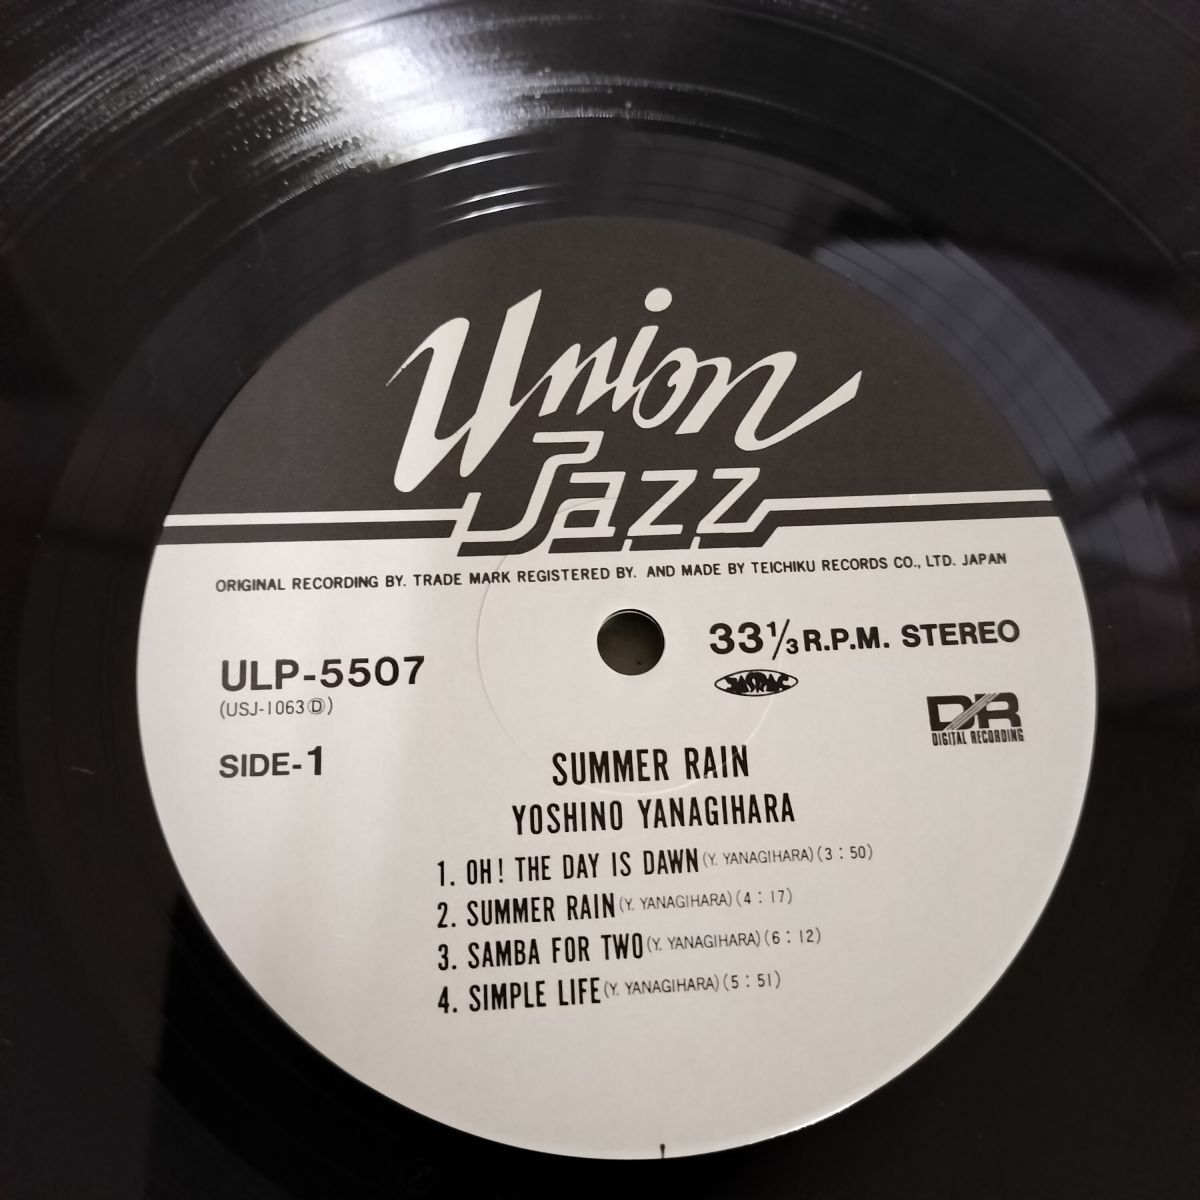 Union
Jazz
ORIGINAL RECORDING BY. TRADE MARK REGISTERED BY. AND MADE BY TEICHIKU RECORDS CO., LTD. JAPAN
33 1/3 R.P.M. STEREO
ULP-5507
(USJ-1063Ⓓ)
JASRAC
DR
DIGITAL RECORDING
SIDE-1
SUMMER RAIN
YOSHINO YANAGIHARA
1. OH! THE DAY IS DAWN (Y. YANAGIHARA) (3:50)
2. SUMMER RAIN (Y. YANAGIHARA) (4:17)
3. SAMBA FOR TWO (Y. YANAGIHARA) (6:12)
4. SIMPLE LIFE (Y. YANAGIHARA) (5:51)